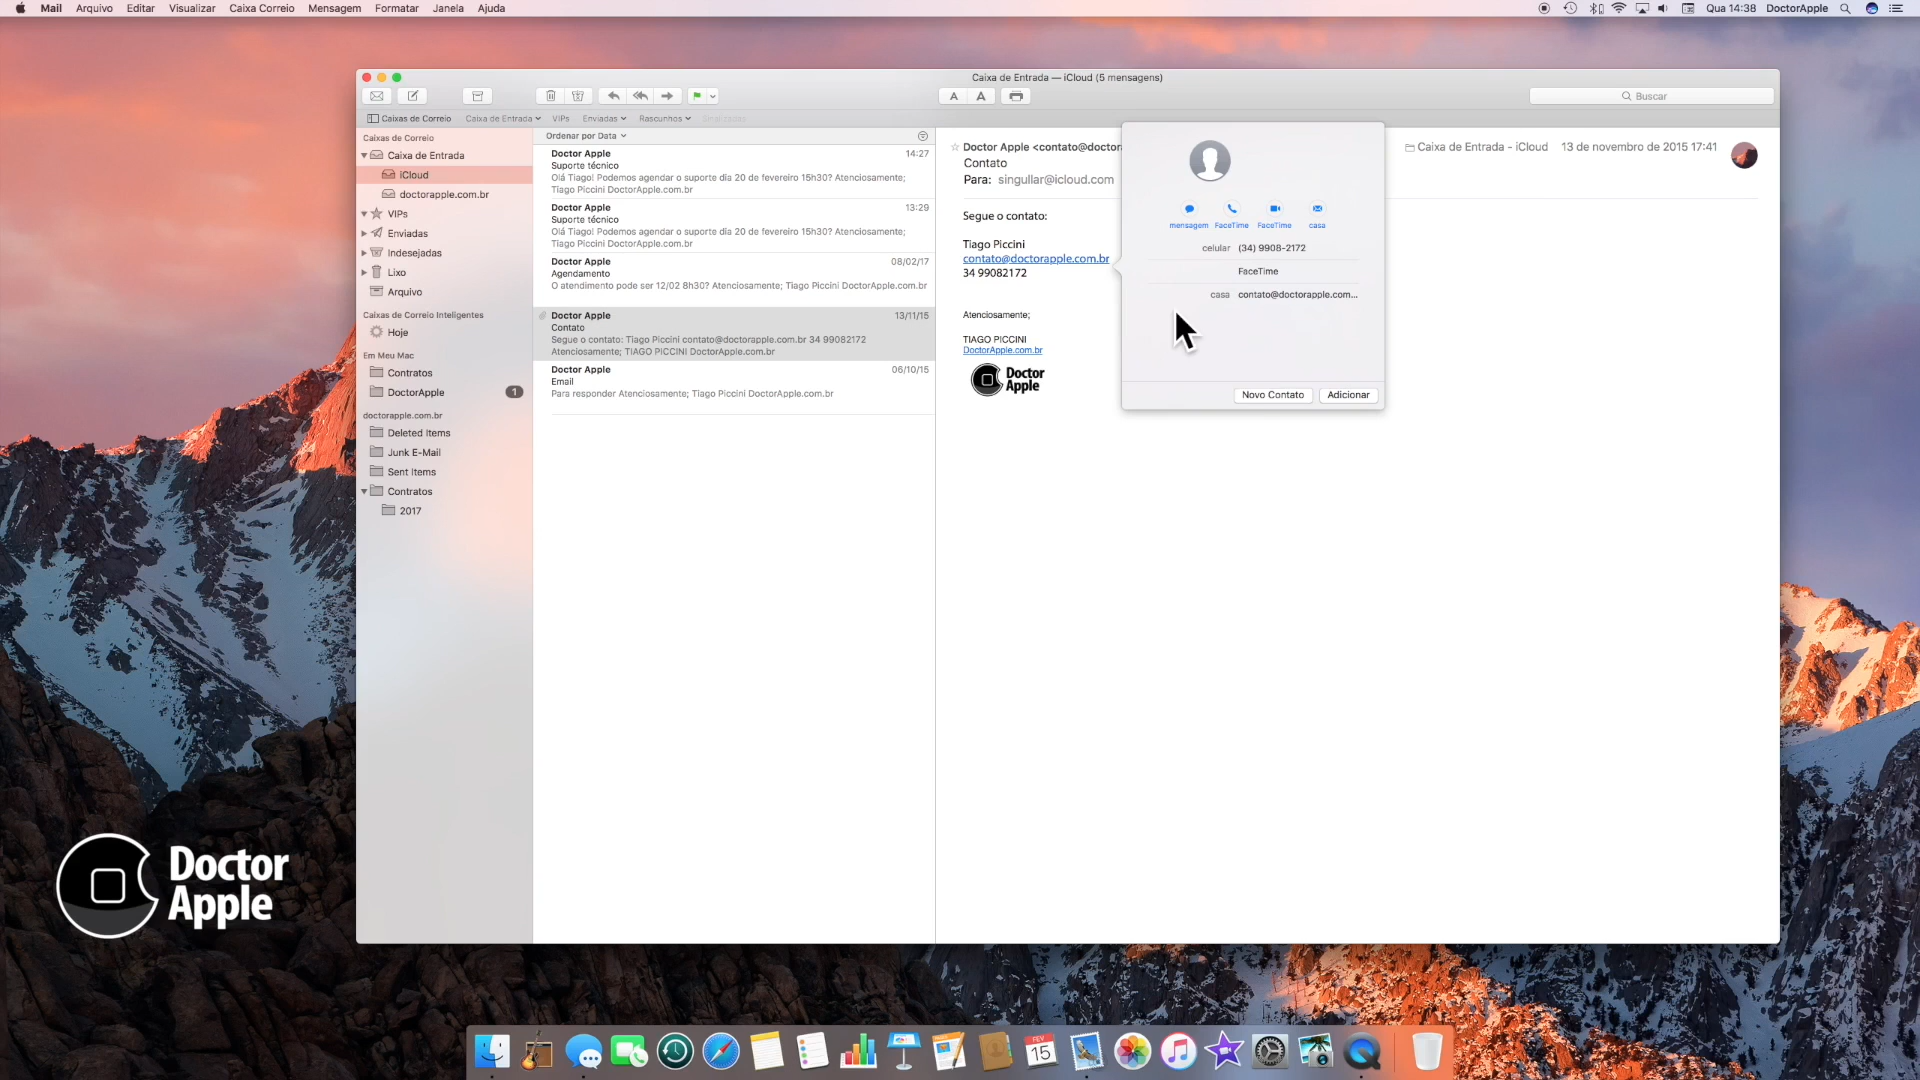 Mail Arquivo Editar Visualizar Caixa Correio Mensagem Formatar Janela Ajuda
Qua 14:38 DoctorApple
Caixa de Entrada — iCloud (5 mensagens)
Buscar
Caixas de Correio Caixa de Entrada VIPs Enviadas Rascunhos
Caixas de Correio
Caixa de Entrada
iCloud
doctorapple.com.br
VIPs
Enviadas
Indesejadas
Lixo
Arquivo
Caixas de Correio Inteligentes
Hoje
Em Meu Mac
Contratos
DoctorApple 1
doctorapple.com.br
Deleted Items
Junk E-Mail
Sent Items
Contratos
2017
Ordenar por Data
Doctor Apple 14:27
Suporte técnico
Olá Tiago! Podemos agendar o suporte dia 20 de fevereiro 15h30? Atenciosamente;
Tiago Piccini DoctorApple.com.br
Doctor Apple 13:29
Suporte técnico
Olá Tiago! Podemos agendar o suporte dia 20 de fevereiro 15h30? Atenciosamente;
Tiago Piccini DoctorApple.com.br
Doctor Apple 08/02/17
Agendamento
O atendimento pode ser 12/02 8h30? Atenciosamente; Tiago Piccini DoctorApple.com.br
Doctor Apple 13/11/15
Contato
Segue o contato: Tiago Piccini contato@doctorapple.com.br 34 99082172
Atenciosamente; TIAGO PICCINI DoctorApple.com.br
Doctor Apple 06/10/15
Email
Para responder Atenciosamente; Tiago Piccini DoctorApple.com.br
A A
Doctor Apple <contato@doctor
Caixa de Entrada - iCloud 13 de novembro de 2015 17:41
Contato
Para: singullar@icloud.com
Segue o contato:
Tiago Piccini
contato@doctorapple.com.br
34 99082172
Atenciosamente;
TIAGO PICCINI
DoctorApple.com.br
Doctor
Apple
mensagem FaceTime FaceTime casa
celular (34) 9908-2172
FaceTime
casa contato@doctorapple.com...
Novo Contato Adicionar
Doctor
Apple
FEV
15